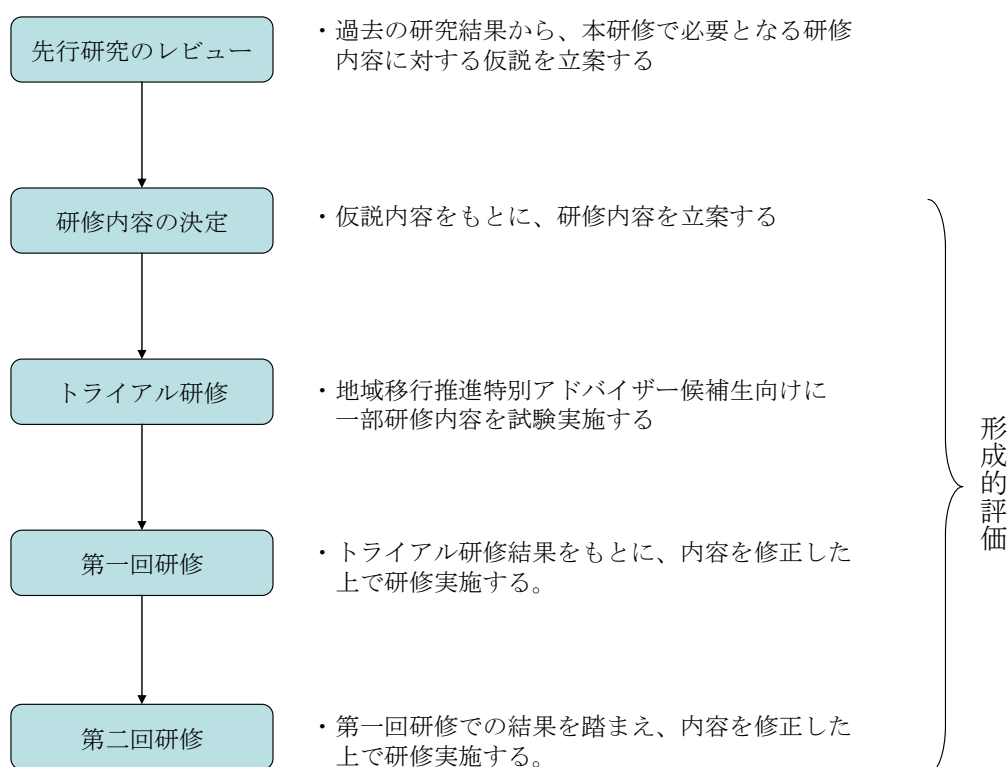 先行研究のレビュー
・過去の研究結果から、本研修で必要となる研修
内容に対する仮説を立案する
研修内容の決定
・仮説内容をもとに、研修内容を立案する
トライアル研修
・地域移行推進特別アドバイザー候補生向けに
一部研修内容を試験実施する
第一回研修
・トライアル研修結果をもとに、内容を修正した
上で研修実施する。
第二回研修
・第一回研修での結果を踏まえ、内容を修正した
上で研修実施する。
形成的評価